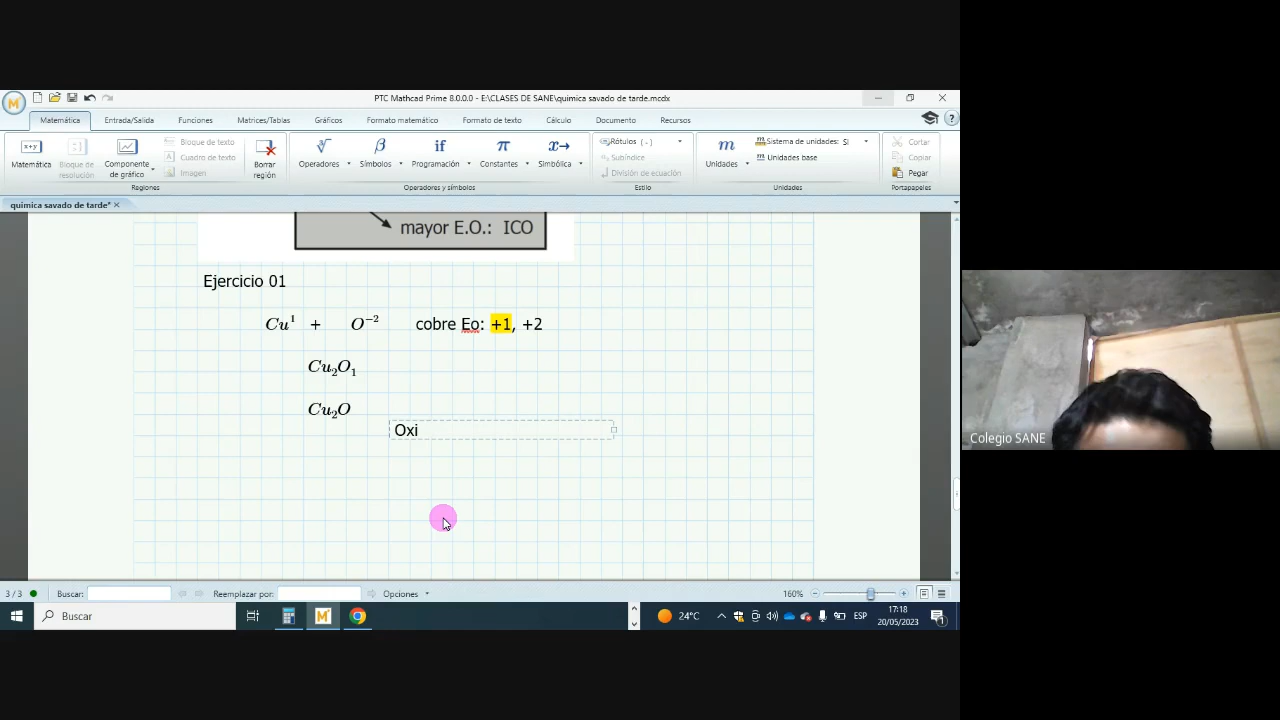 PTC Mathcad Prime 8.0.0.0 - E:\CLASES DE SANE\quimica savado de tarde.mcdx
Matemática Entrada/Salida Funciones Matrices/Tablas Gráficos Formato matemático Formato de texto Cálculo Documento Recursos
Matemática
Bloque de resolución
Componente de gráfico
Bloque de texto
Cuadro de texto
Imagen
Borrar región
Regiones
Operadores
Símbolos
if
Programación
π
Constantes
Simbólica
Operadores y símbolos
Rótulos ( - )
Subíndice
División de ecuación
Estilo
m
Unidades
Sistema de unidades: SI
Unidades base
Unidades
Cortar
Copiar
Pegar
Portapapeles
quimica savado de tarde*
mayor E.O.: ICO
Ejercicio 01
Cu¹ + O⁻² cobre Eo: +1, +2
Cu₂O₁
Cu₂O
Oxi
Colegio SANE
3 / 3 Buscar: Reemplazar por: Opciones 160%
Buscar 24°C ESP 17:18
20/05/2023